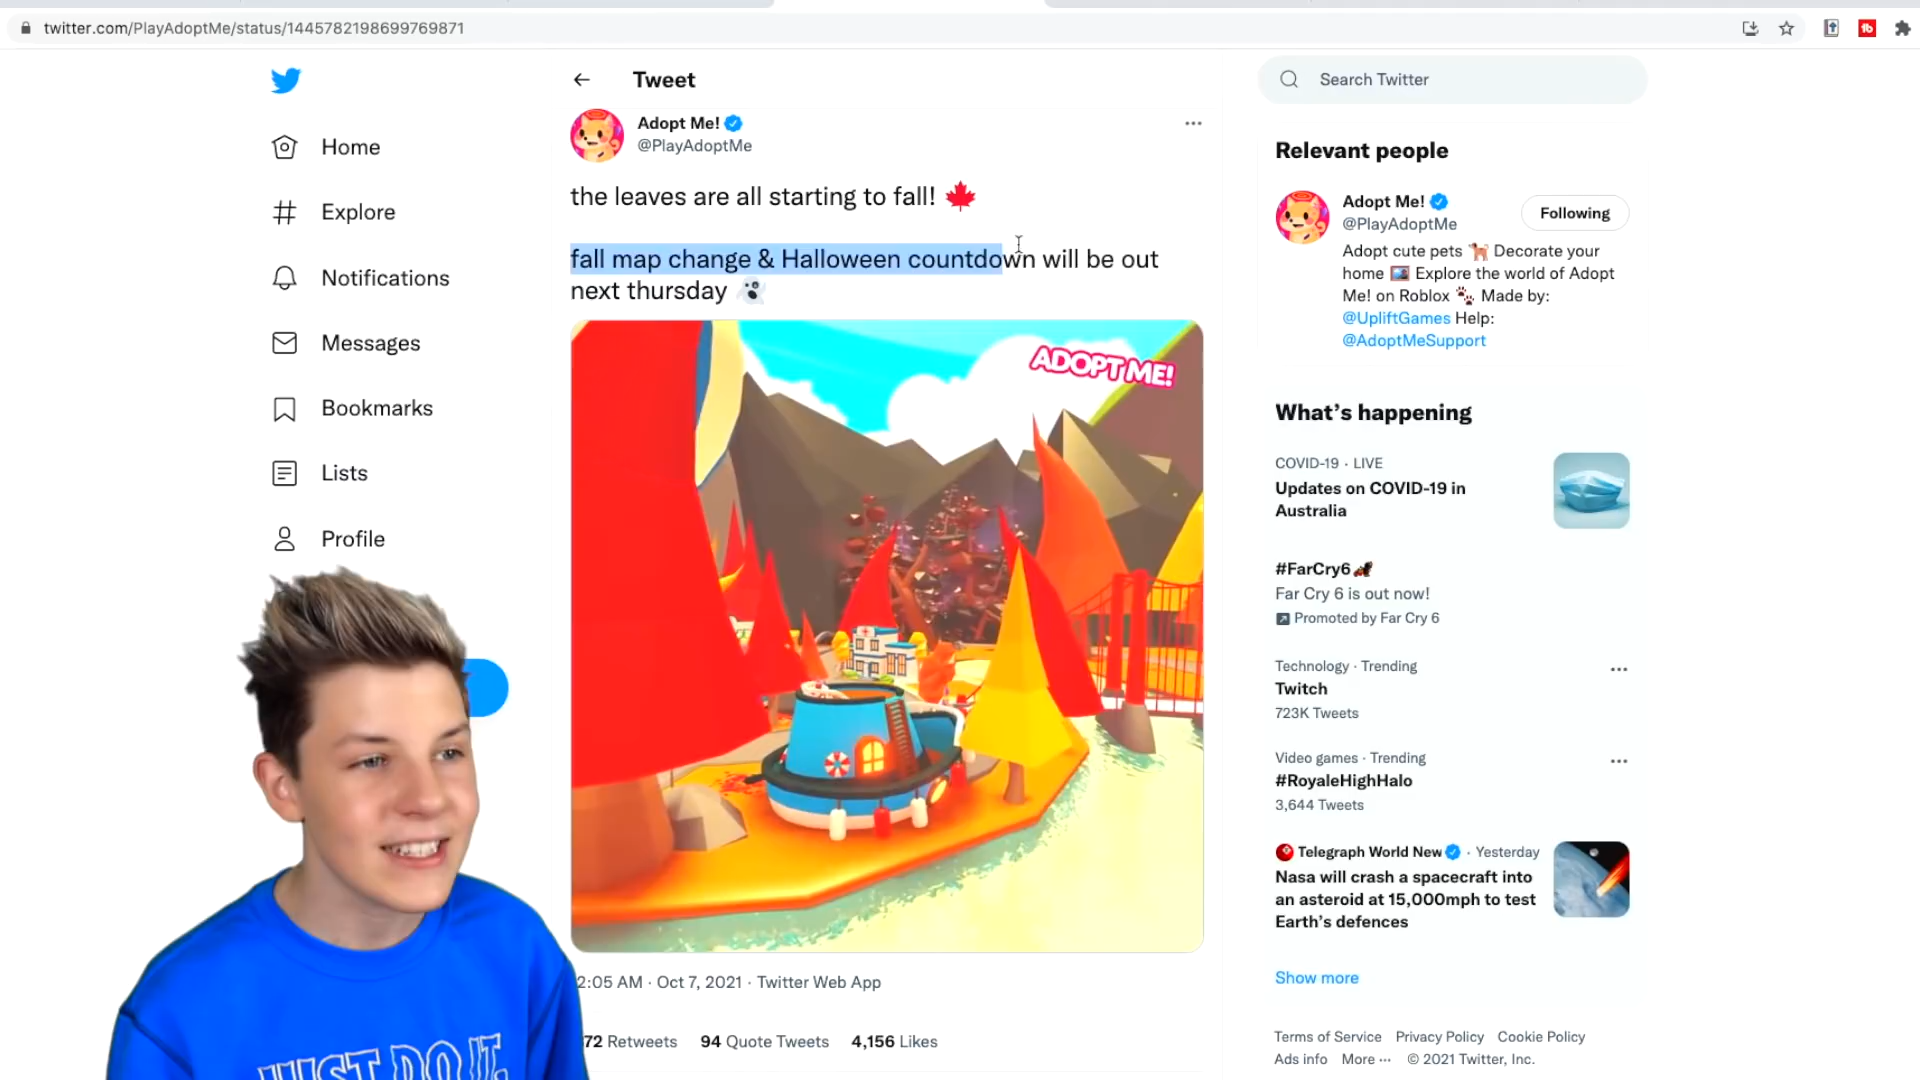 twitter.com/PlayAdoptMe/status/1445782198699769871
Home
Explore
Notifications
Messages
Bookmarks
Lists
Profile
Tweet
Adopt Me!
@PlayAdoptMe
the leaves are all starting to fall!
fall map change & Halloween countdown will be out
next thursday
ADOPT ME!
2:05 AM · Oct 7, 2021 · Twitter Web App
72 Retweets 94 Quote Tweets 4,156 Likes
JUST DO IT.
Search Twitter
Relevant people
Adopt Me!
@PlayAdoptMe
Following
Adopt cute pets Decorate your
home Explore the world of Adopt
Me! on Roblox Made by:
@UpliftGames Help:
@AdoptMeSupport
What's happening
COVID-19 · LIVE
Updates on COVID-19 in
Australia
#FarCry6
Far Cry 6 is out now!
Promoted by Far Cry 6
Technology · Trending
Twitch
723K Tweets
Video games · Trending
#RoyaleHighHalo
3,644 Tweets
Telegraph World New · Yesterday
Nasa will crash a spacecraft into
an asteroid at 15,000mph to test
Earth's defences
Show more
Terms of Service Privacy Policy Cookie Policy
Ads info More ··· © 2021 Twitter, Inc.